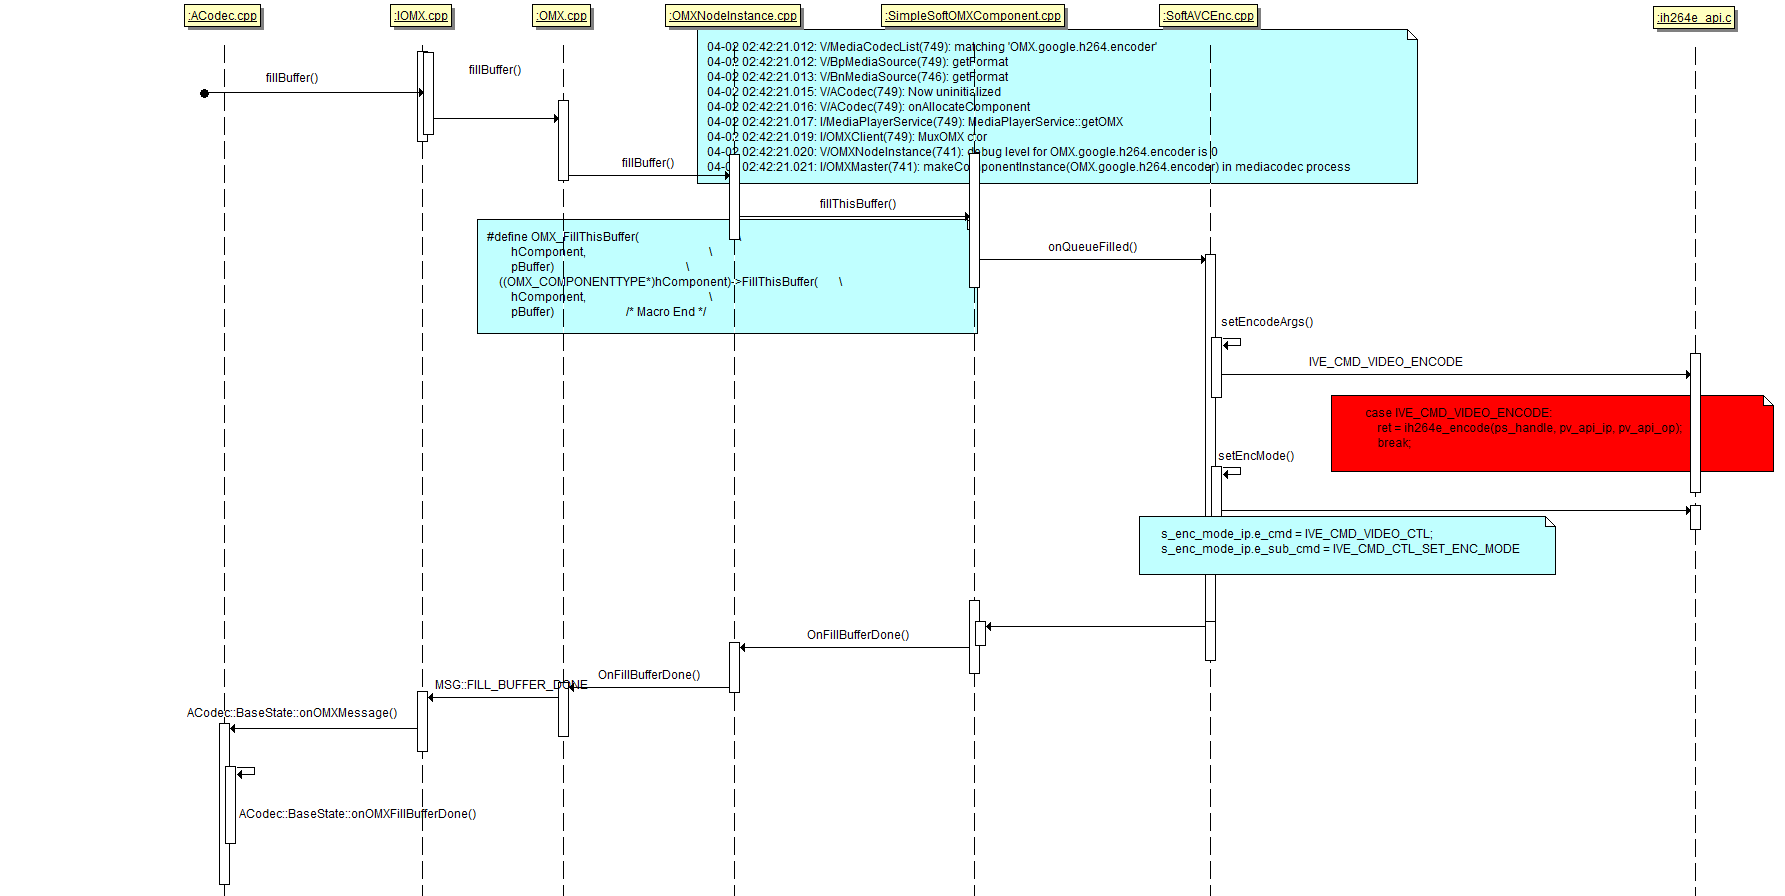 :ACodec.cpp
:IOMX.cpp
:OMX.cpp
:OMXNodeInstance.cpp
:SimpleSoftOMXComponent.cpp
:SoftAVCEnc.cpp
:ih264e_api.c
04-02 02:42:21.012: V/MediaCodecList(749): matching 'OMX.google.h264.encoder'
04-02 02:42:21.012: V/BpMediaSource(749): getFormat
04-02 02:42:21.013: V/BnMediaSource(746): getFormat
04-02 02:42:21.015: V/ACodec(749): Now uninitialized
04-02 02:42:21.016: V/ACodec(749): onAllocateComponent
04-02 02:42:21.017: I/MediaPlayerService(749): MediaPlayerService::getOMX
04-02 02:42:21.019: I/OMXClient(749): MuxOMX ctor
04-02 02:42:21.020: V/OMXNodeInstance(741): debug level for OMX.google.h264.encoder is 0
04-02 02:42:21.021: I/OMXMaster(741): makeComponentInstance(OMX.google.h264.encoder) in mediacodec process
fillBuffer()
fillBuffer()
fillBuffer()
fillThisBuffer()
#define OMX_FillThisBuffer( \
hComponent, \
pBuffer) \
((OMX_COMPONENTTYPE*)hComponent)->FillThisBuffer( \
hComponent, \
pBuffer) /* Macro End */
onQueueFilled()
setEncodeArgs()
IVE_CMD_VIDEO_ENCODE
case IVE_CMD_VIDEO_ENCODE:
ret = ih264e_encode(ps_handle, pv_api_ip, pv_api_op);
break;
setEncMode()
s_enc_mode_ip.e_cmd = IVE_CMD_VIDEO_CTL;
s_enc_mode_ip.e_sub_cmd = IVE_CMD_CTL_SET_ENC_MODE
OnFillBufferDone()
OnFillBufferDone()
MSG::FILL_BUFFER_DONE
ACodec::BaseState::onOMXMessage()
ACodec::BaseState::onOMXFillBufferDone()